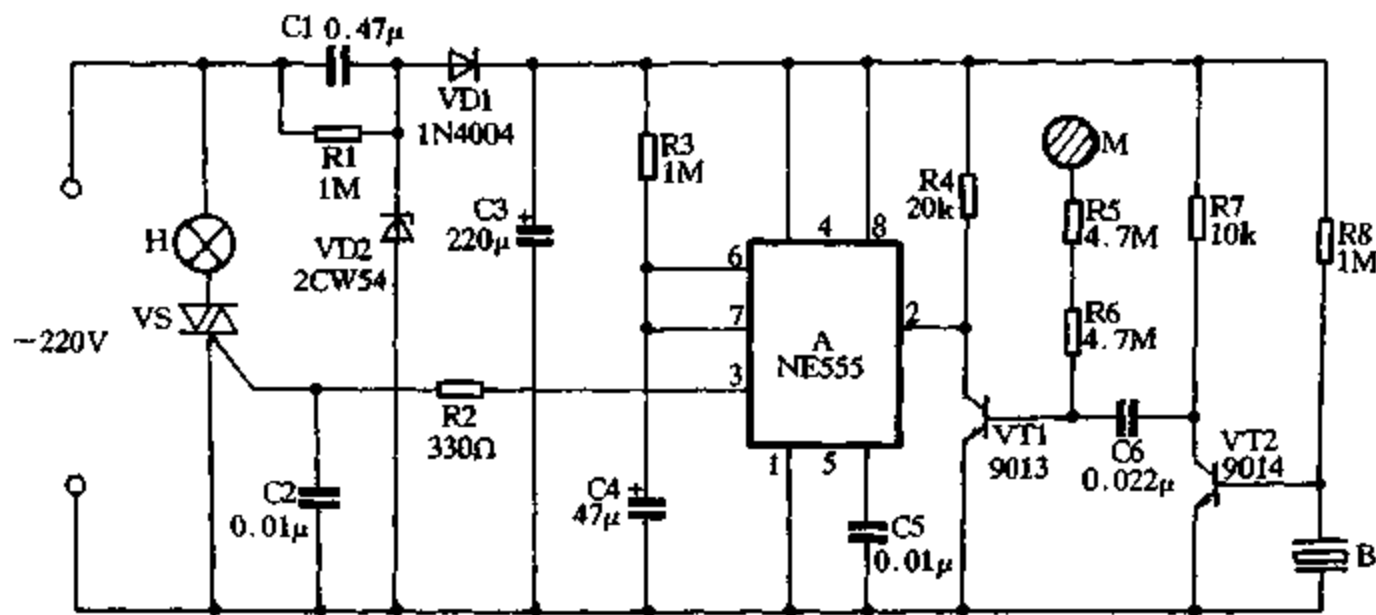 C1 0.47μ
VD1
1N4004
R1
1M
R3
1M
M
R4
20k
R5
4.7M
R7
10k
R8
1M
C3 +
220μ
H
VD2
2CW54
4
8
6
VS
R6
4.7M
7
2
~220V
A
NE555
3
R2
330Ω
VT1
9013
C6
0.022μ
VT2
9014
1
5
C2
0.01μ
C4 +
47μ
C5
0.01μ
B